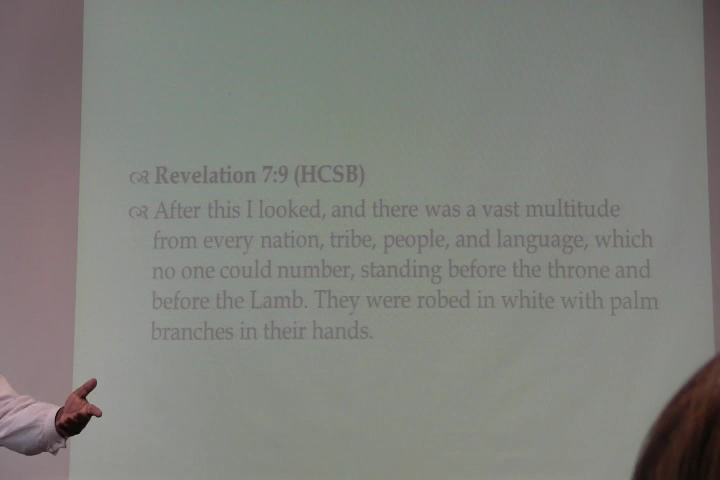 Revelation 7:9 (HCSB)
After this I looked, and there was a vast multitude
from every nation, tribe, people, and language, which
no one could number, standing before the throne and
before the Lamb. They were robed in white with palm
branches in their hands.